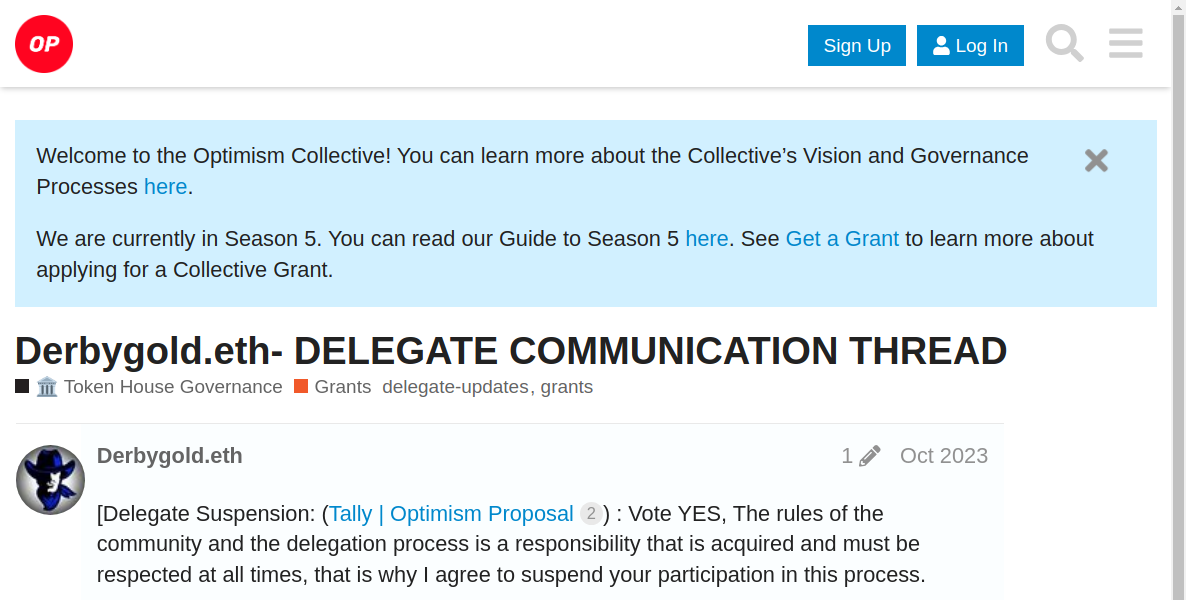 OP
Sign Up
Log In
Welcome to the Optimism Collective! You can learn more about the Collective’s Vision and Governance
Processes here.
We are currently in Season 5. You can read our Guide to Season 5 here. See Get a Grant to learn more about
applying for a Collective Grant.
Derbygold.eth- DELEGATE COMMUNICATION THREAD
🏛️ Token House Governance Grants delegate-updates, grants
Derbygold.eth 1 Oct 2023
[Delegate Suspension: (Tally | Optimism Proposal 2) : Vote YES, The rules of the
community and the delegation process is a responsibility that is acquired and must be
respected at all times, that is why I agree to suspend your participation in this process.